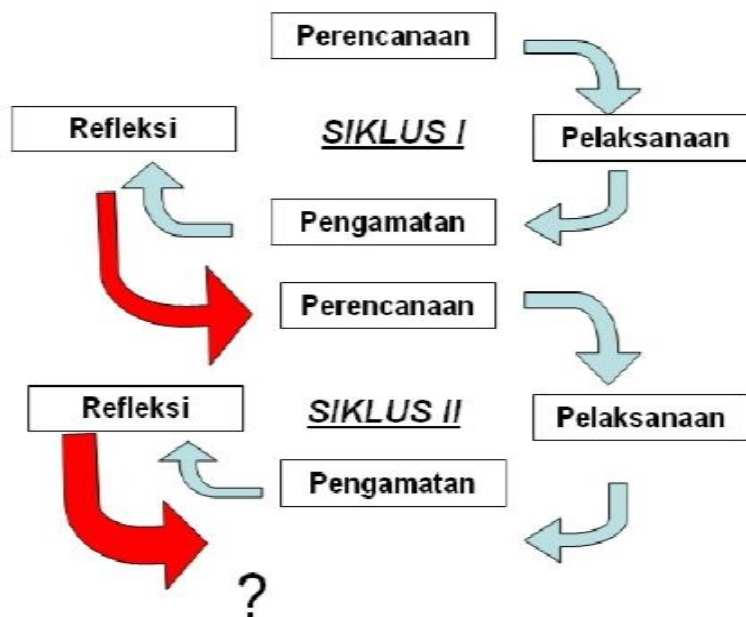 Perencanaan
Refleksi
SIKLUS I
Pelaksanaan
Pengamatan
Perencanaan
Refleksi
SIKLUS II
Pelaksanaan
Pengamatan
?